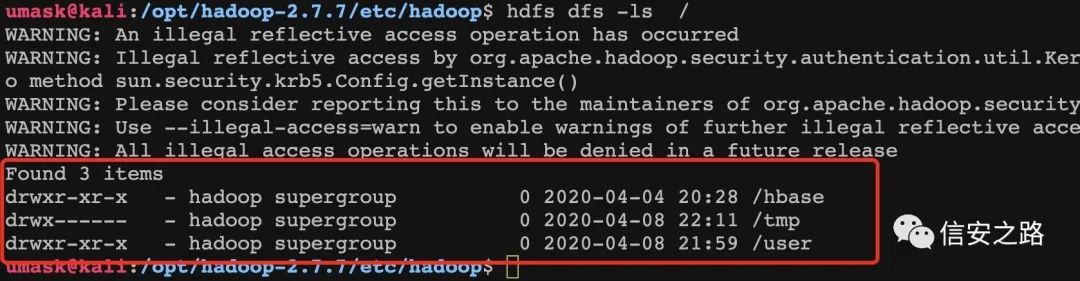 umask@kali:/opt/hadoop-2.7.7/etc/hadoop$ hdfs dfs -ls  /
WARNING: An illegal reflective access operation has occurred
WARNING: Illegal reflective access by org.apache.hadoop.security.authentication.util.Ker
o method sun.security.krb5.Config.getInstance()
WARNING: Please consider reporting this to the maintainers of org.apache.hadoop.security
WARNING: Use --illegal-access=warn to enable warnings of further illegal reflective acce
WARNING: All illegal access operations will be denied in a future release
Found 3 items
drwxr-xr-x   - hadoop supergroup          0 2020-04-04 20:28 /hbase
drwx------   - hadoop supergroup          0 2020-04-08 22:11 /tmp
drwxr-xr-x   - hadoop supergroup          0 2020-04-08 21:59 /user
信安之路
umask@kali:/opt/hadoop-2.7.7/etc/hadoop$